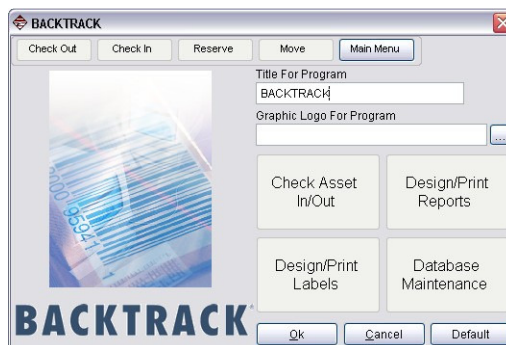 BACKTRACK
Check Out Check In Reserve Move Main Menu
Title For Program
BACKTRACK
Graphic Logo For Program
...
Check Asset In/Out
Design/Print Reports
Design/Print Labels
Database Maintenance
BACKTRACK
Ok Cancel Default